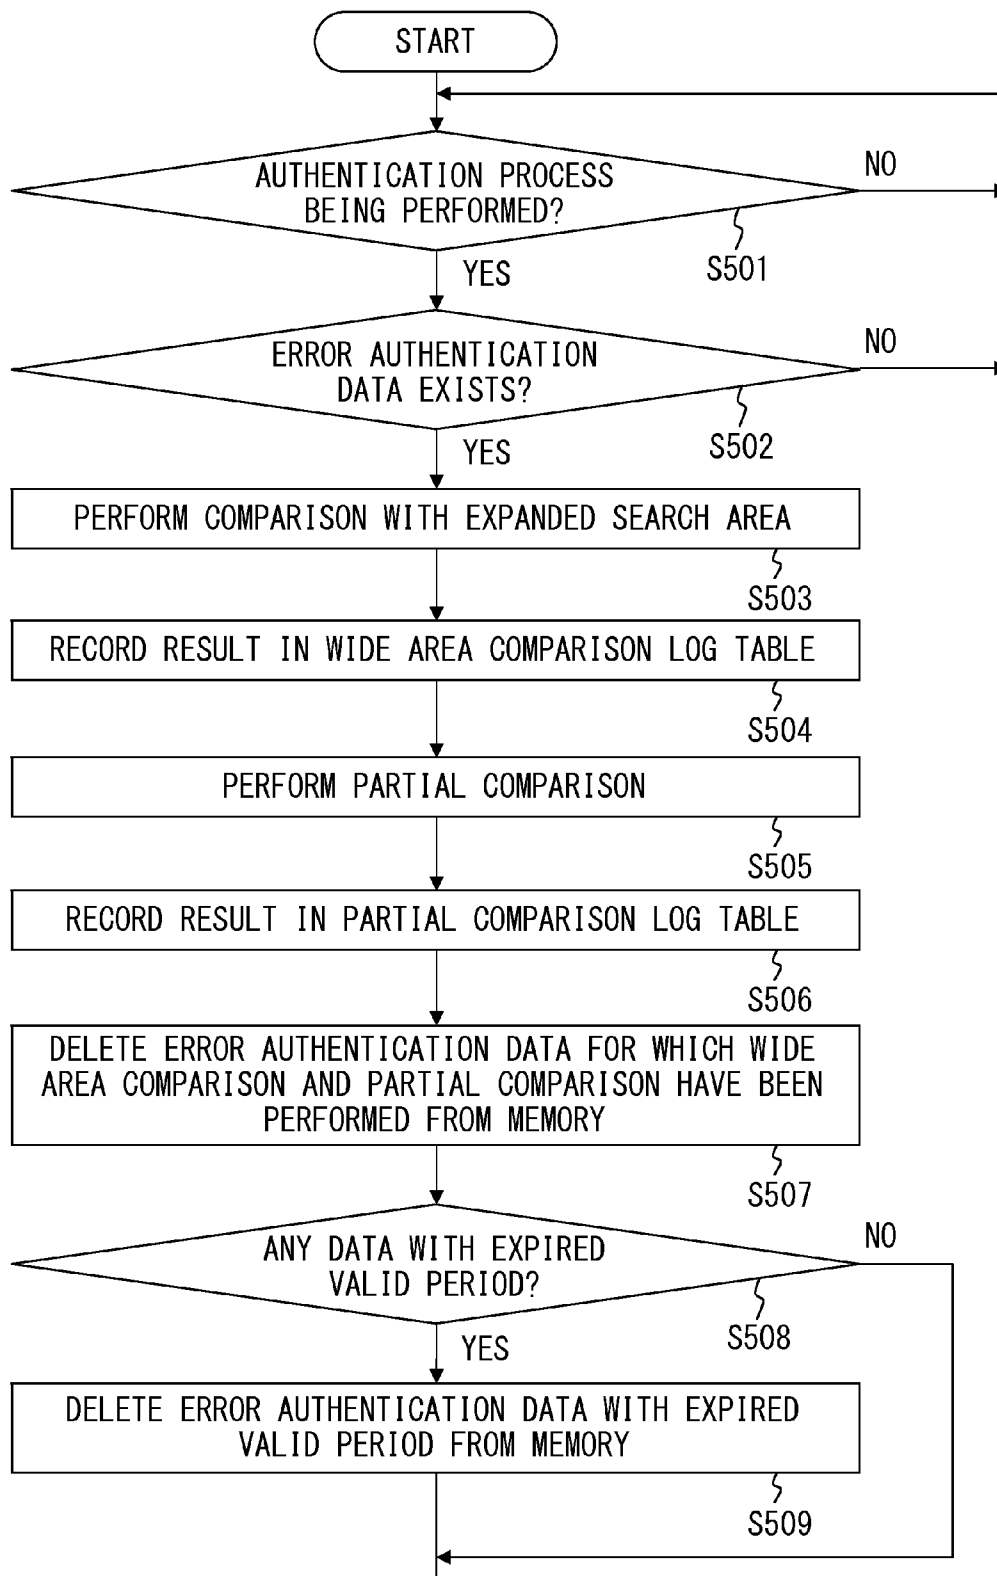 START
AUTHENTICATION PROCESS
BEING PERFORMED?
NO
S501
YES
ERROR AUTHENTICATION
DATA EXISTS?
NO
S502
YES
PERFORM COMPARISON WITH EXPANDED SEARCH AREA
S503
RECORD RESULT IN WIDE AREA COMPARISON LOG TABLE
S504
PERFORM PARTIAL COMPARISON
S505
RECORD RESULT IN PARTIAL COMPARISON LOG TABLE
S506
DELETE ERROR AUTHENTICATION DATA FOR WHICH WIDE
AREA COMPARISON AND PARTIAL COMPARISON HAVE BEEN
PERFORMED FROM MEMORY
S507
ANY DATA WITH EXPIRED
VALID PERIOD?
NO
S508
YES
DELETE ERROR AUTHENTICATION DATA WITH EXPIRED
VALID PERIOD FROM MEMORY
S509